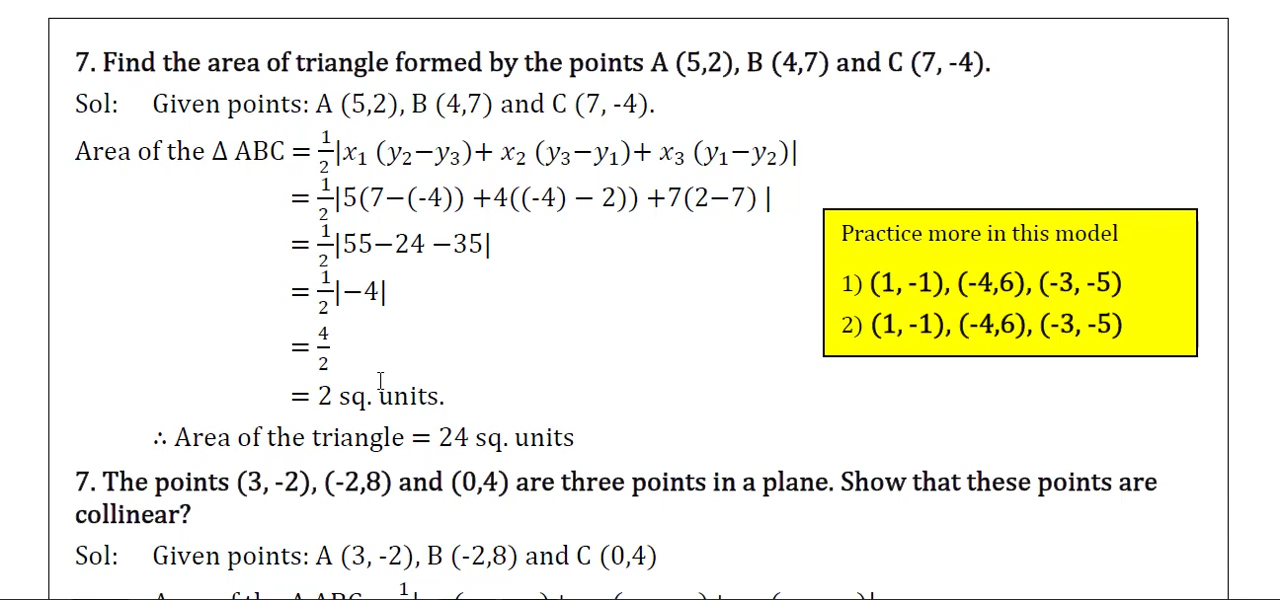 7. Find the area of triangle formed by the points A (5,2), B (4,7) and C (7, -4).
Sol: Given points: A (5,2), B (4,7) and C (7, -4).
Area of the Δ ABC = 1/2|x₁ (y₂−y₃)+ x₂ (y₃−y₁)+ x₃ (y₁−y₂)|
= 1/2|5(7−(-4)) +4((-4) − 2)) +7(2−7) |
= 1/2|55−24 −35|
= 1/2|−4|
= 4/2
= 2 sq. units.
∴ Area of the triangle = 24 sq. units
Practice more in this model
1) (1, -1), (-4,6), (-3, -5)
2) (1, -1), (-4,6), (-3, -5)
7. The points (3, -2), (-2,8) and (0,4) are three points in a plane. Show that these points are
collinear?
Sol: Given points: A (3, -2), B (-2,8) and C (0,4)